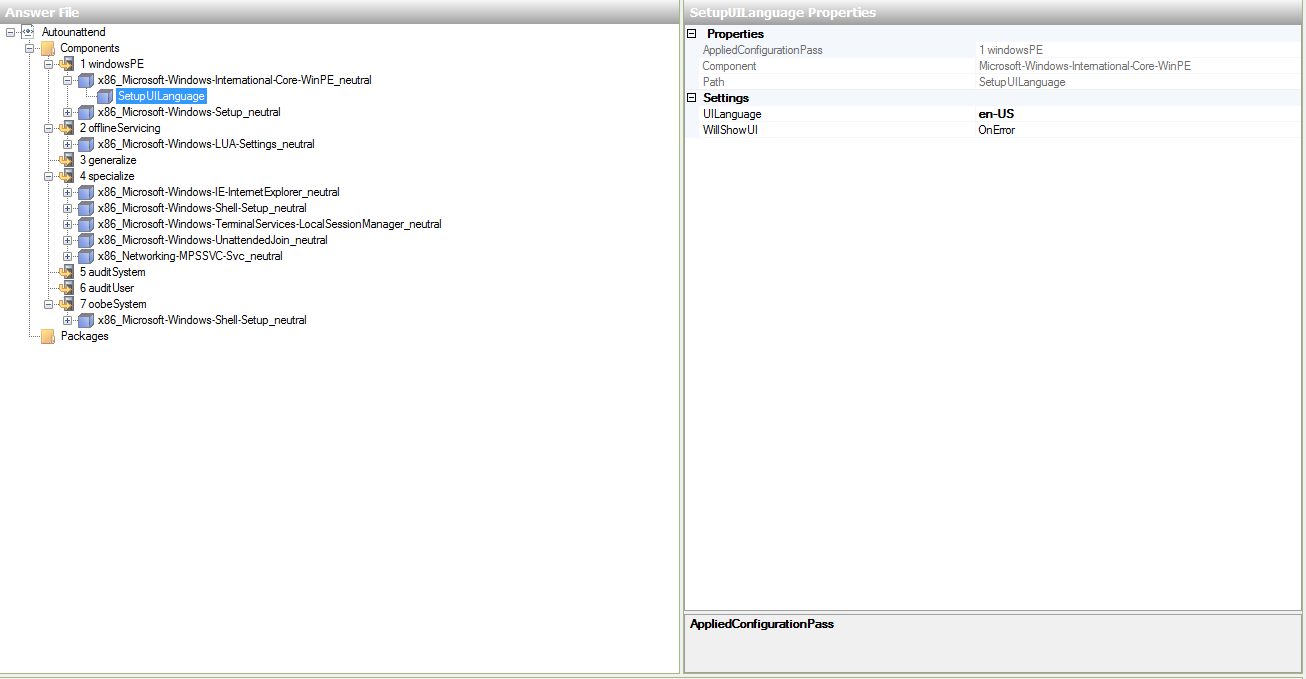 Answer File
Autounattend
Components
1 windowsPE
x86_Microsoft-Windows-International-Core-WinPE_neutral
SetupUILanguage
x86_Microsoft-Windows-Setup_neutral
2 offlineServicing
x86_Microsoft-Windows-LUA-Settings_neutral
3 generalize
4 specialize
x86_Microsoft-Windows-IE-InternetExplorer_neutral
x86_Microsoft-Windows-Shell-Setup_neutral
x86_Microsoft-Windows-TerminalServices-LocalSessionManager_neutral
x86_Microsoft-Windows-UnattendedJoin_neutral
x86_Networking-MPSSVC-Svc_neutral
5 auditSystem
6 auditUser
7 oobeSystem
x86_Microsoft-Windows-Shell-Setup_neutral
Packages
SetupUILanguage Properties
Properties
AppliedConfigurationPass 1 windowsPE
Component Microsoft-Windows-International-Core-WinPE
Path SetupUILanguage
Settings
UILanguage en-US
WillShowUI OnError
AppliedConfigurationPass